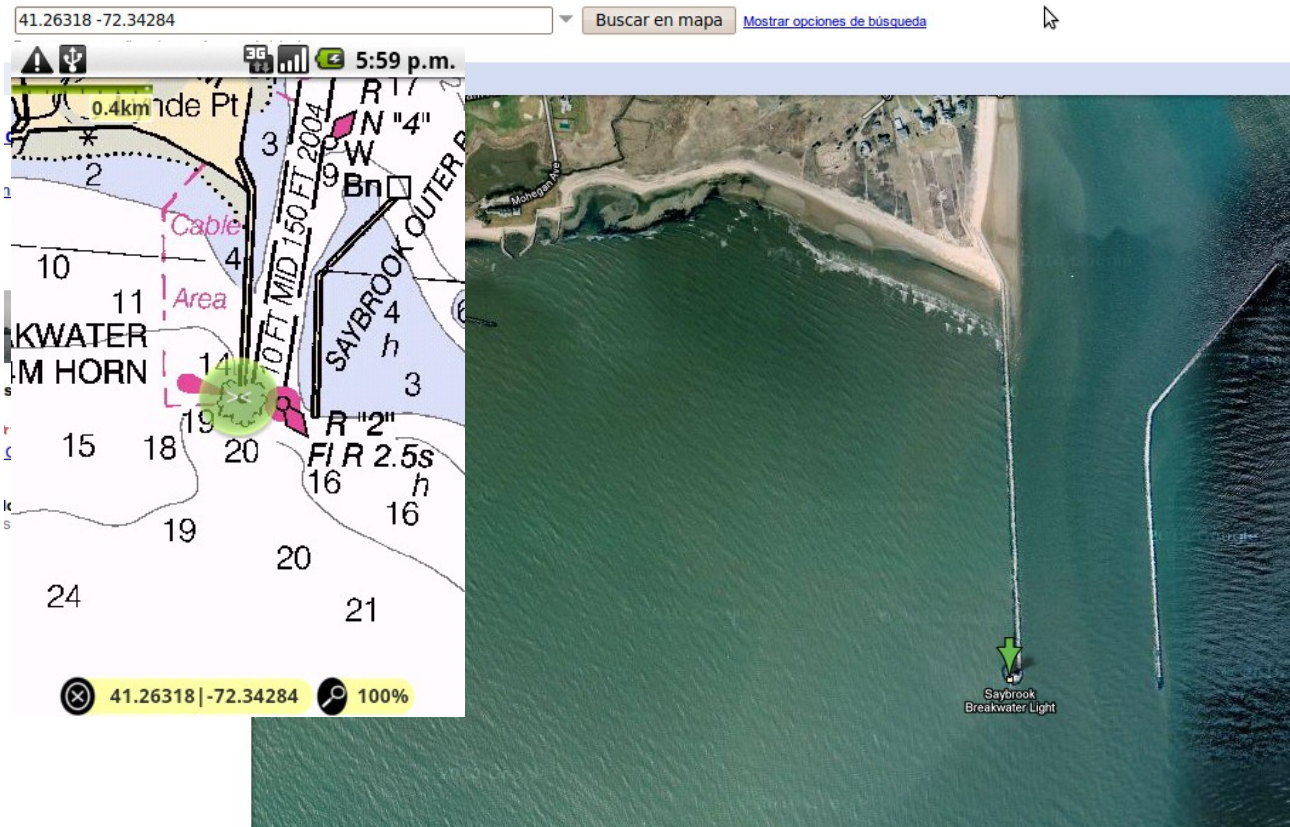 41.26318 -72.34284
Buscar en mapa
Mostrar opciones de búsqueda
3G
5:59 p.m.
0.4km
nde Pt
R 17
N "4"
3
W
9
Bn
2
10 FT MID 150 FT 2004
SAYBROOK OUTER
Cable
4
10
Area
11
4
h
KWATER
M HORN
14
3
19
R "2"
15
18
20
Fl R 2.5s
16
h
16
19
20
24
21
41.26318|-72.34284
100%
Mohegan Ave
Saybrook
Breakwater Light